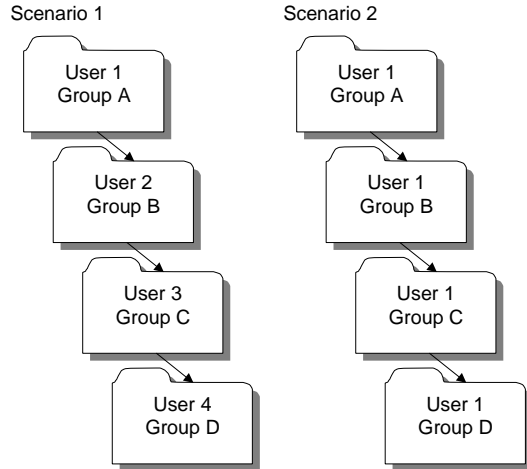 Scenario 1
User 1
Group A
User 2
Group B
User 3
Group C
User 4
Group D
Scenario 2
User 1
Group A
User 1
Group B
User 1
Group C
User 1
Group D